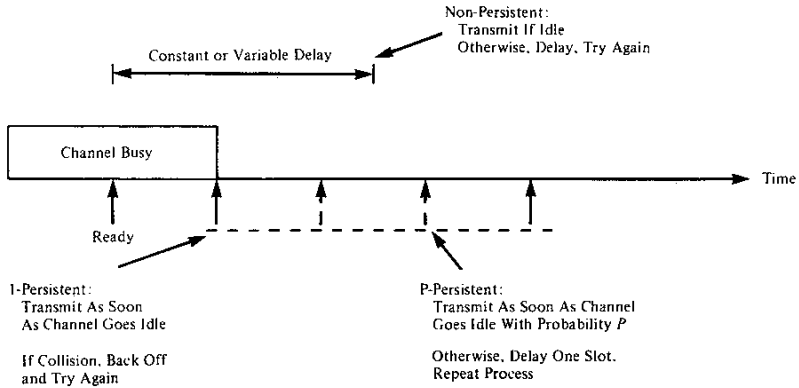 Non-Persistent:
Transmit If Idle
Otherwise, Delay, Try Again
Constant or Variable Delay
Channel Busy
Time
Ready
1-Persistent:
Transmit As Soon
As Channel Goes Idle
If Collision, Back Off
and Try Again
P-Persistent:
Transmit As Soon As Channel
Goes Idle With Probability P
Otherwise, Delay One Slot.
Repeat Process